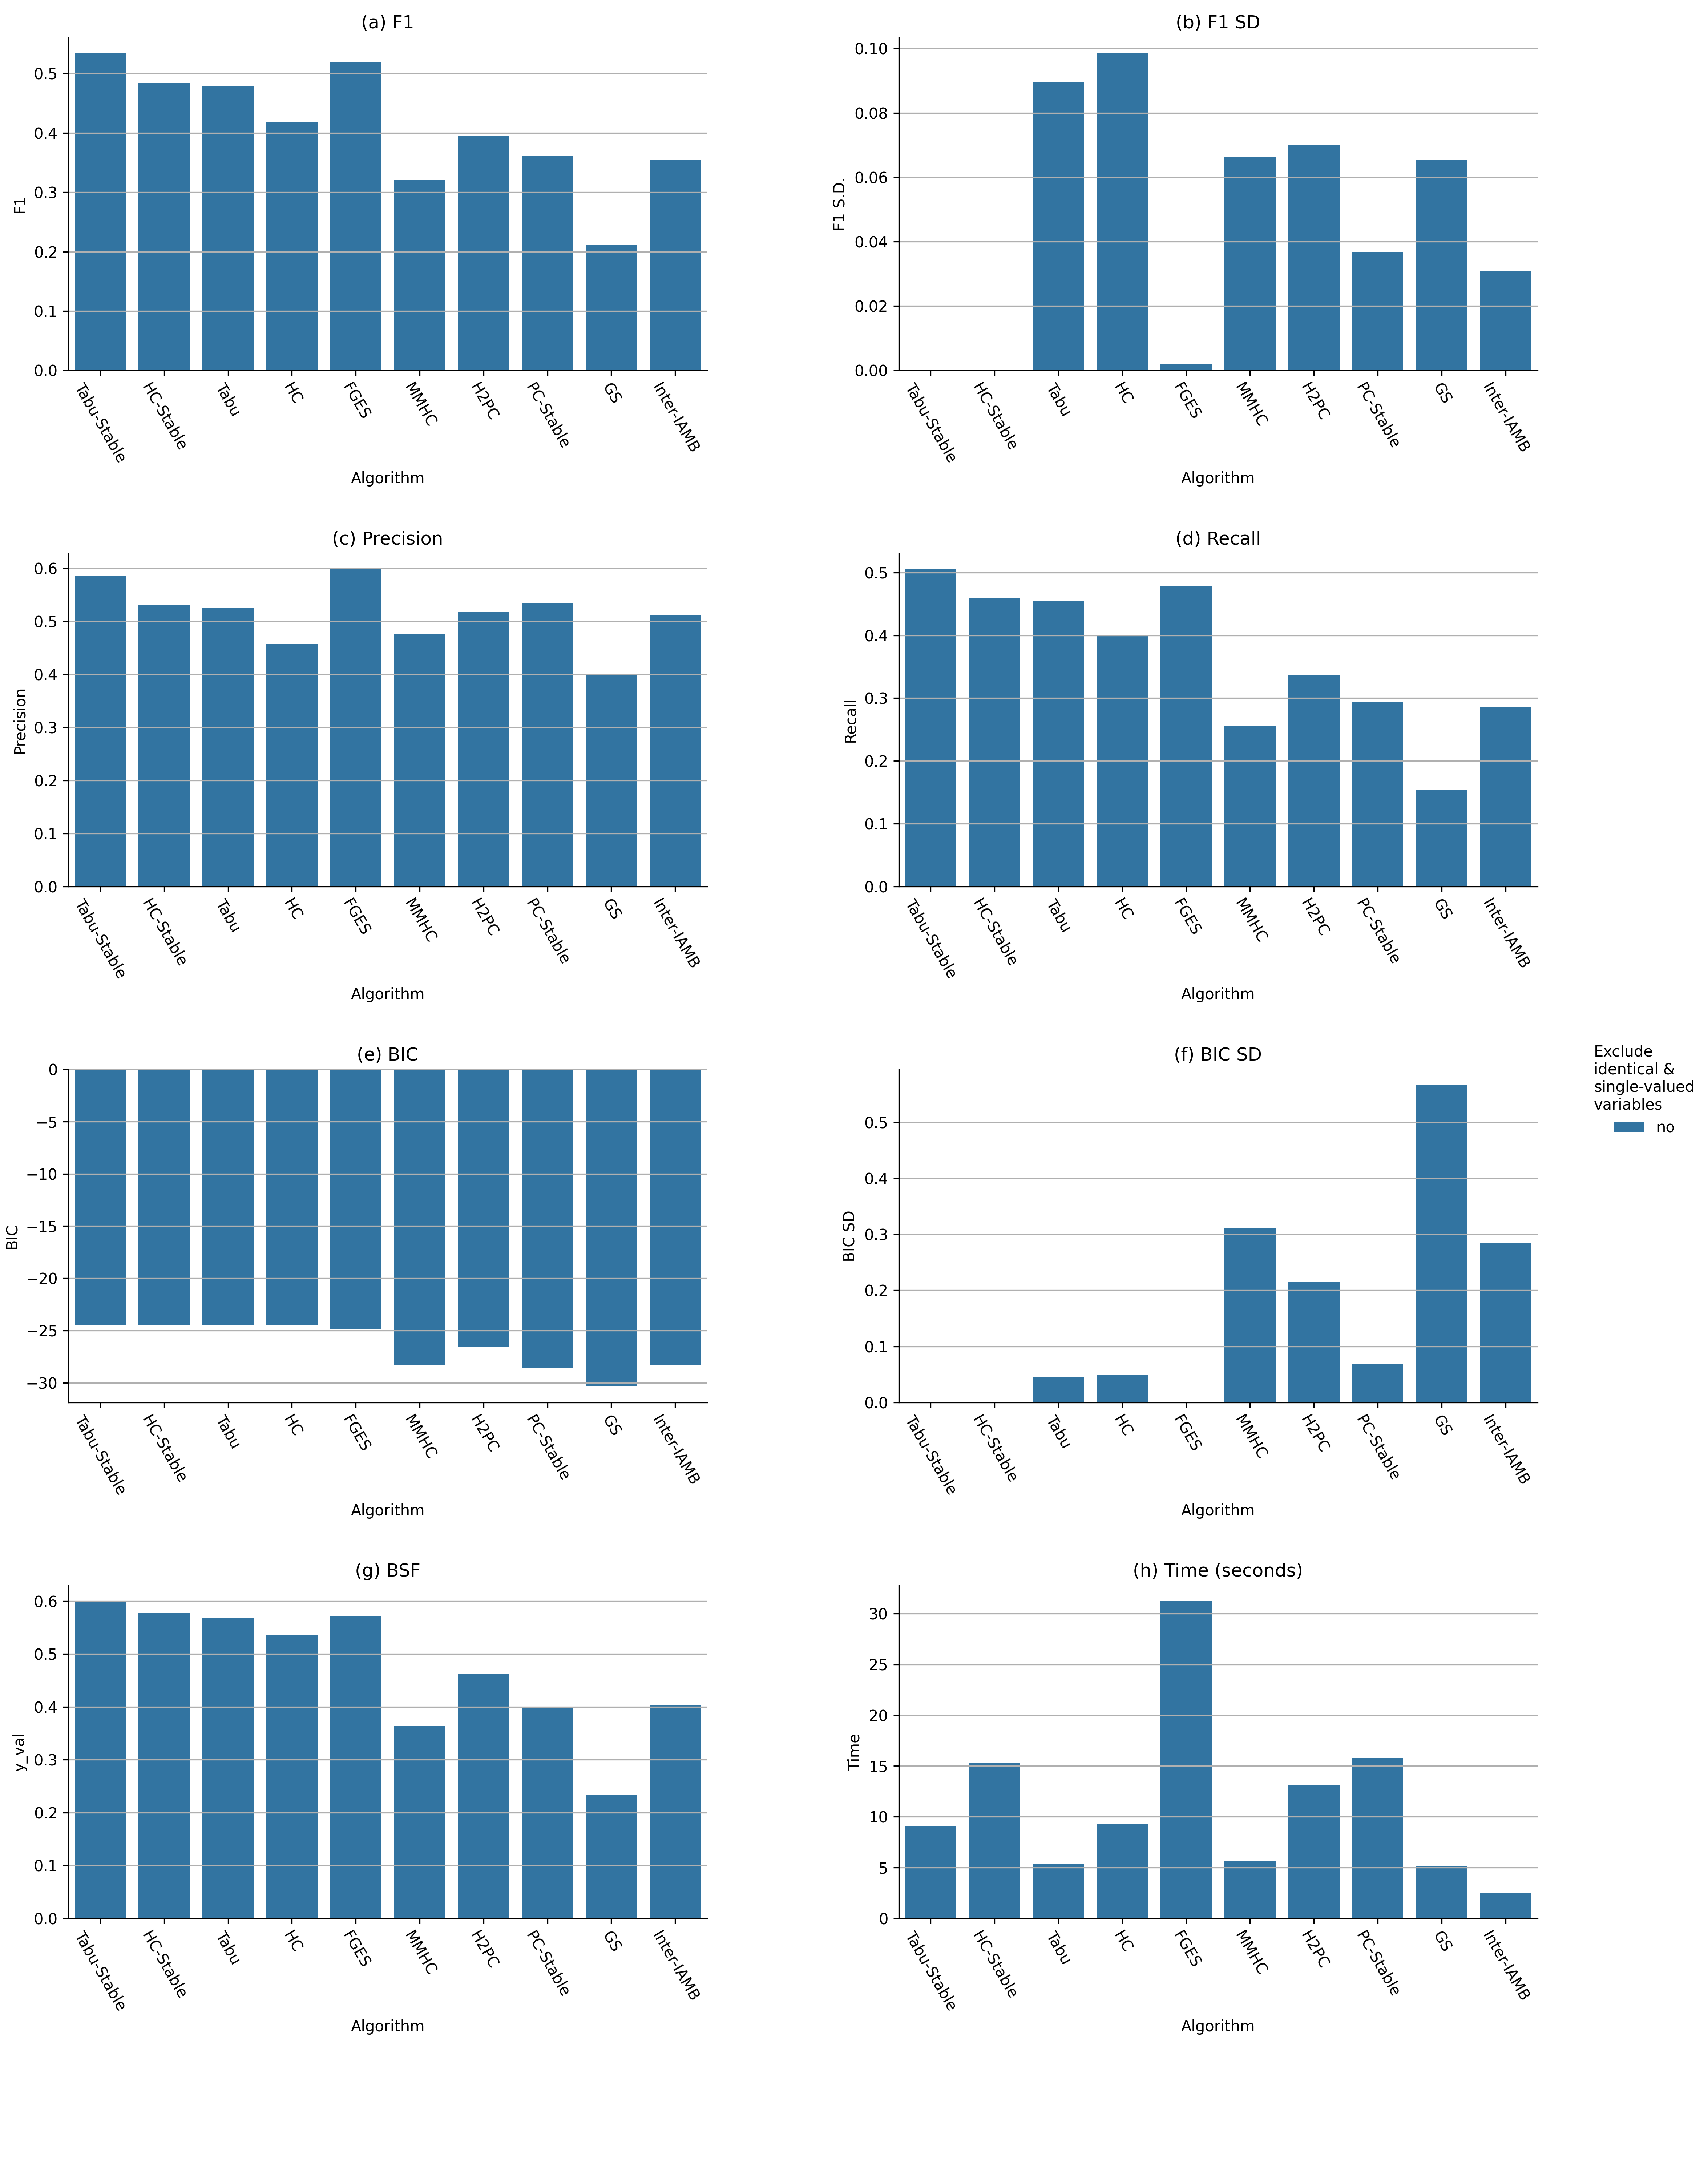 (a) F1
F1
0.5
0.4
0.3
0.2
0.1
0.0
Tabu-Stable
HC-Stable
Tabu
HC
FGES
MMHC
H2PC
PC-Stable
GS
Inter-IAMB
Algorithm
(b) F1 SD
F1 S.D.
0.10
0.08
0.06
0.04
0.02
0.00
Tabu-Stable
HC-Stable
Tabu
HC
FGES
MMHC
H2PC
PC-Stable
GS
Inter-IAMB
Algorithm
(c) Precision
Precision
0.6
0.5
0.4
0.3
0.2
0.1
0.0
Tabu-Stable
HC-Stable
Tabu
HC
FGES
MMHC
H2PC
PC-Stable
GS
Inter-IAMB
Algorithm
(d) Recall
Recall
0.5
0.4
0.3
0.2
0.1
0.0
Tabu-Stable
HC-Stable
Tabu
HC
FGES
MMHC
H2PC
PC-Stable
GS
Inter-IAMB
Algorithm
(e) BIC
BIC
0
−5
−10
−15
−20
−25
−30
Tabu-Stable
HC-Stable
Tabu
HC
FGES
MMHC
H2PC
PC-Stable
GS
Inter-IAMB
Algorithm
(f) BIC SD
BIC SD
0.5
0.4
0.3
0.2
0.1
0.0
Tabu-Stable
HC-Stable
Tabu
HC
FGES
MMHC
H2PC
PC-Stable
GS
Inter-IAMB
Algorithm
Exclude
identical &
single-valued
variables
no
(g) BSF
y_val
0.6
0.5
0.4
0.3
0.2
0.1
0.0
Tabu-Stable
HC-Stable
Tabu
HC
FGES
MMHC
H2PC
PC-Stable
GS
Inter-IAMB
Algorithm
(h) Time (seconds)
Time
30
25
20
15
10
5
0
Tabu-Stable
HC-Stable
Tabu
HC
FGES
MMHC
H2PC
PC-Stable
GS
Inter-IAMB
Algorithm